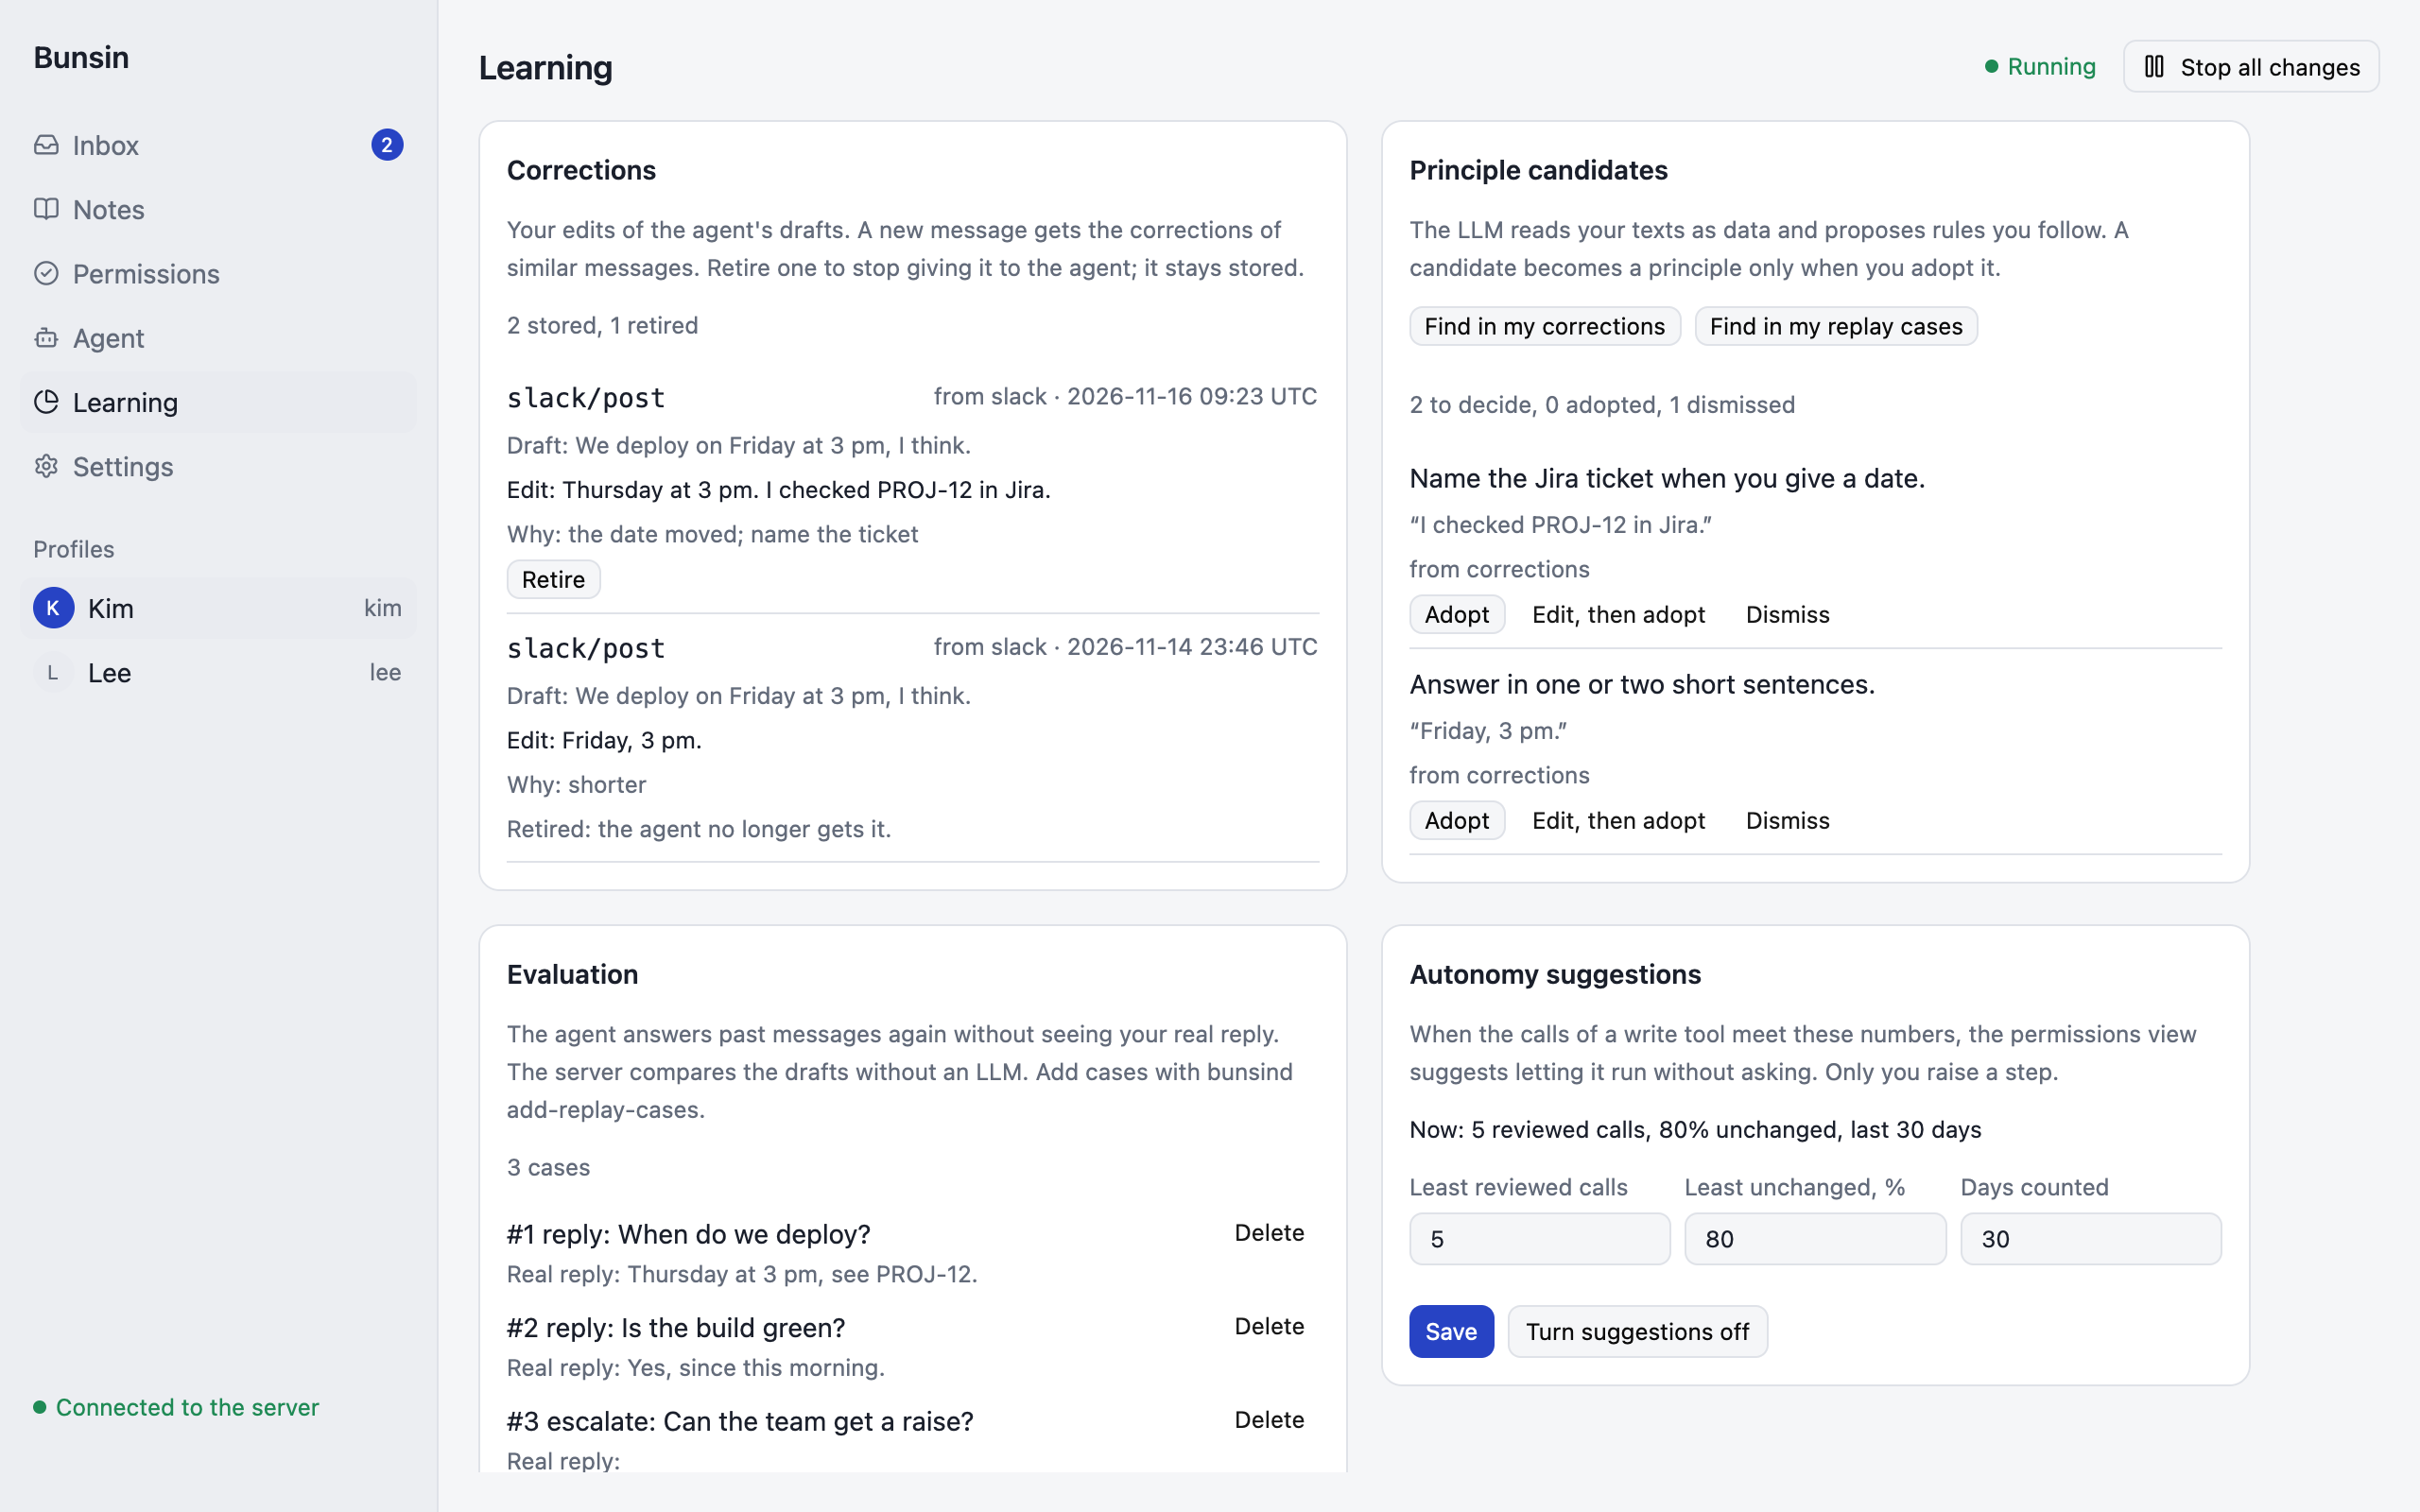 Bunsin
Inbox
2
Notes
Permissions
Agent
Learning
Settings
Profiles
K
Kim
kim
L
Lee
lee
Connected to the server
Learning
Running
Stop all changes
Corrections
Your edits of the agent's drafts. A new message gets the corrections of
similar messages. Retire one to stop giving it to the agent; it stays stored.
2 stored, 1 retired
slack/post
from slack · 2026-11-16 09:23 UTC
Draft: We deploy on Friday at 3 pm, I think.
Edit: Thursday at 3 pm. I checked PROJ-12 in Jira.
Why: the date moved; name the ticket
Retire
slack/post
from slack · 2026-11-14 23:46 UTC
Draft: We deploy on Friday at 3 pm, I think.
Edit: Friday, 3 pm.
Why: shorter
Retired: the agent no longer gets it.
Principle candidates
The LLM reads your texts as data and proposes rules you follow. A
candidate becomes a principle only when you adopt it.
Find in my corrections
Find in my replay cases
2 to decide, 0 adopted, 1 dismissed
Name the Jira ticket when you give a date.
“I checked PROJ-12 in Jira.”
from corrections
Adopt
Edit, then adopt
Dismiss
Answer in one or two short sentences.
“Friday, 3 pm.”
from corrections
Adopt
Edit, then adopt
Dismiss
Evaluation
The agent answers past messages again without seeing your real reply.
The server compares the drafts without an LLM. Add cases with bunsind
add-replay-cases.
3 cases
#1 reply: When do we deploy?
Delete
Real reply: Thursday at 3 pm, see PROJ-12.
#2 reply: Is the build green?
Delete
Real reply: Yes, since this morning.
#3 escalate: Can the team get a raise?
Delete
Real reply:
Autonomy suggestions
When the calls of a write tool meet these numbers, the permissions view
suggests letting it run without asking. Only you raise a step.
Now: 5 reviewed calls, 80% unchanged, last 30 days
Least reviewed calls
Least unchanged, %
Days counted
5
80
30
Save
Turn suggestions off